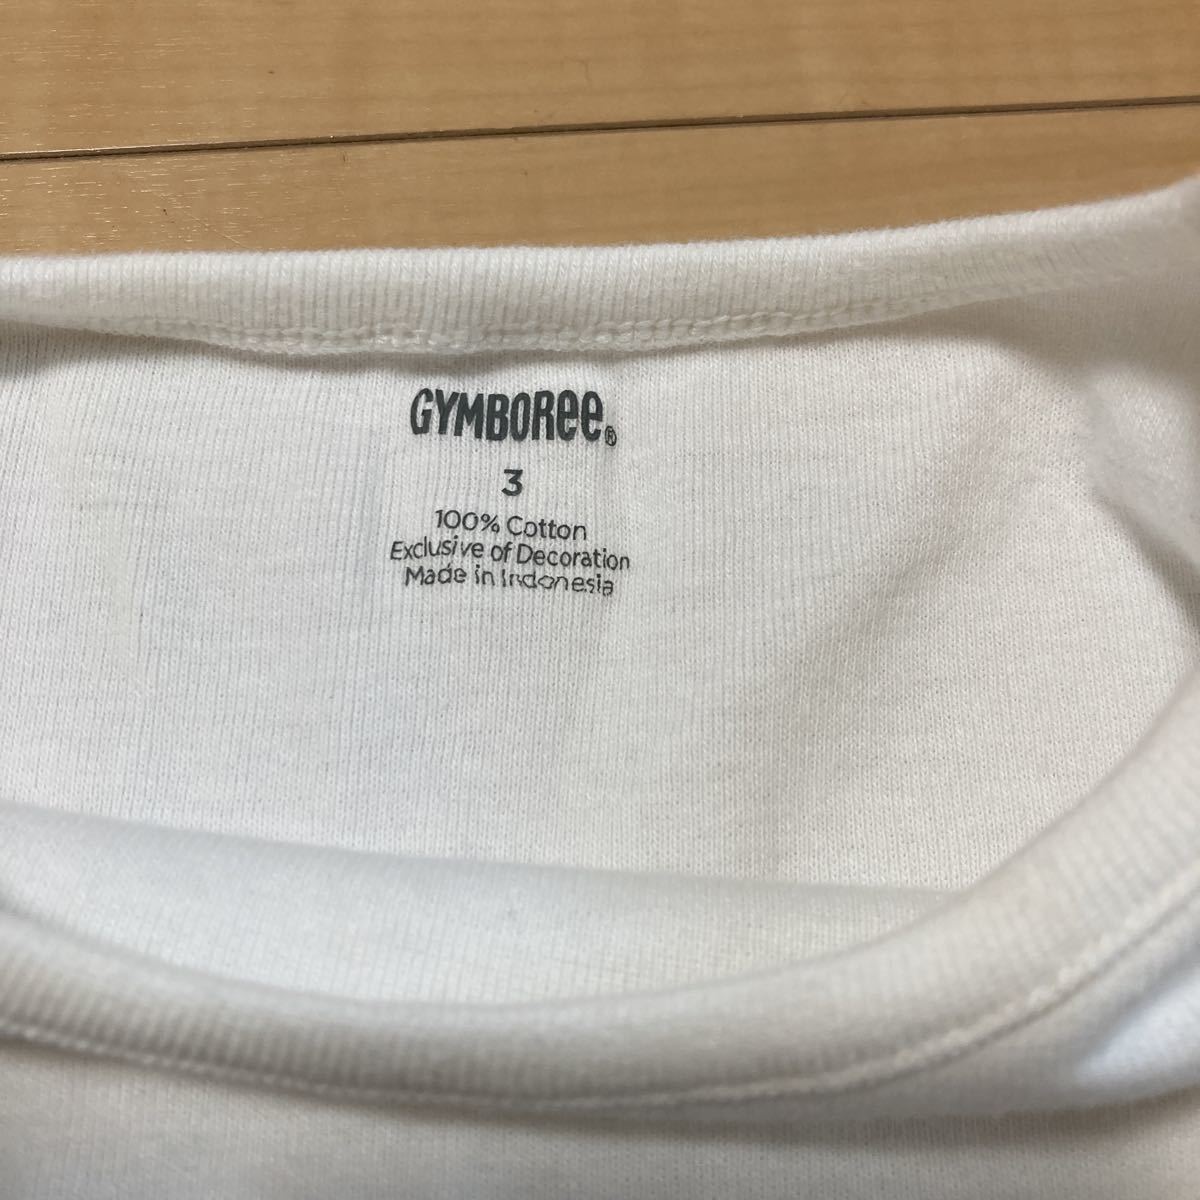 GYMBOREE®
3
100% Cotton
Exclusive of Decoration
Made in Indonesia